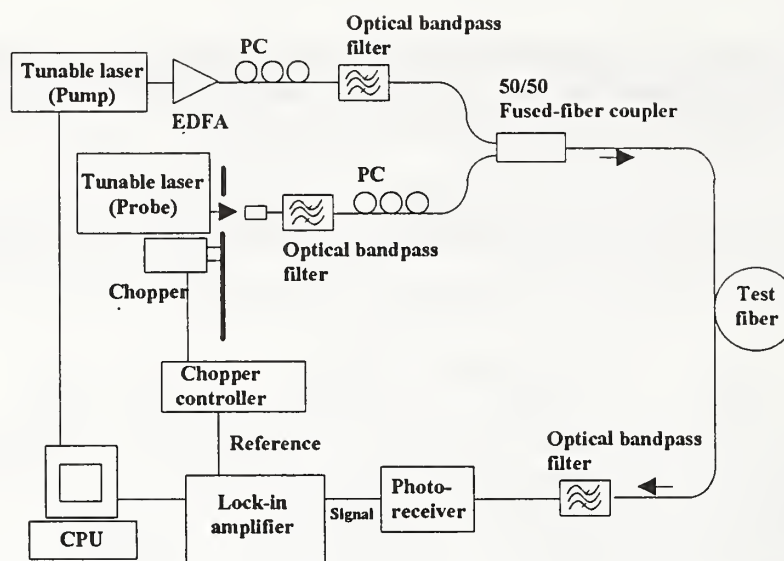 Optical bandpass
filter
PC
Tunable laser
(Pump)
EDFA
50/50
Fused-fiber coupler
Tunable laser
(Probe)
PC
Optical bandpass
filter
Chopper
Test
fiber
Chopper
controller
Reference
Optical bandpass
filter
Lock-in
amplifier
Signal
Photo-
receiver
CPU